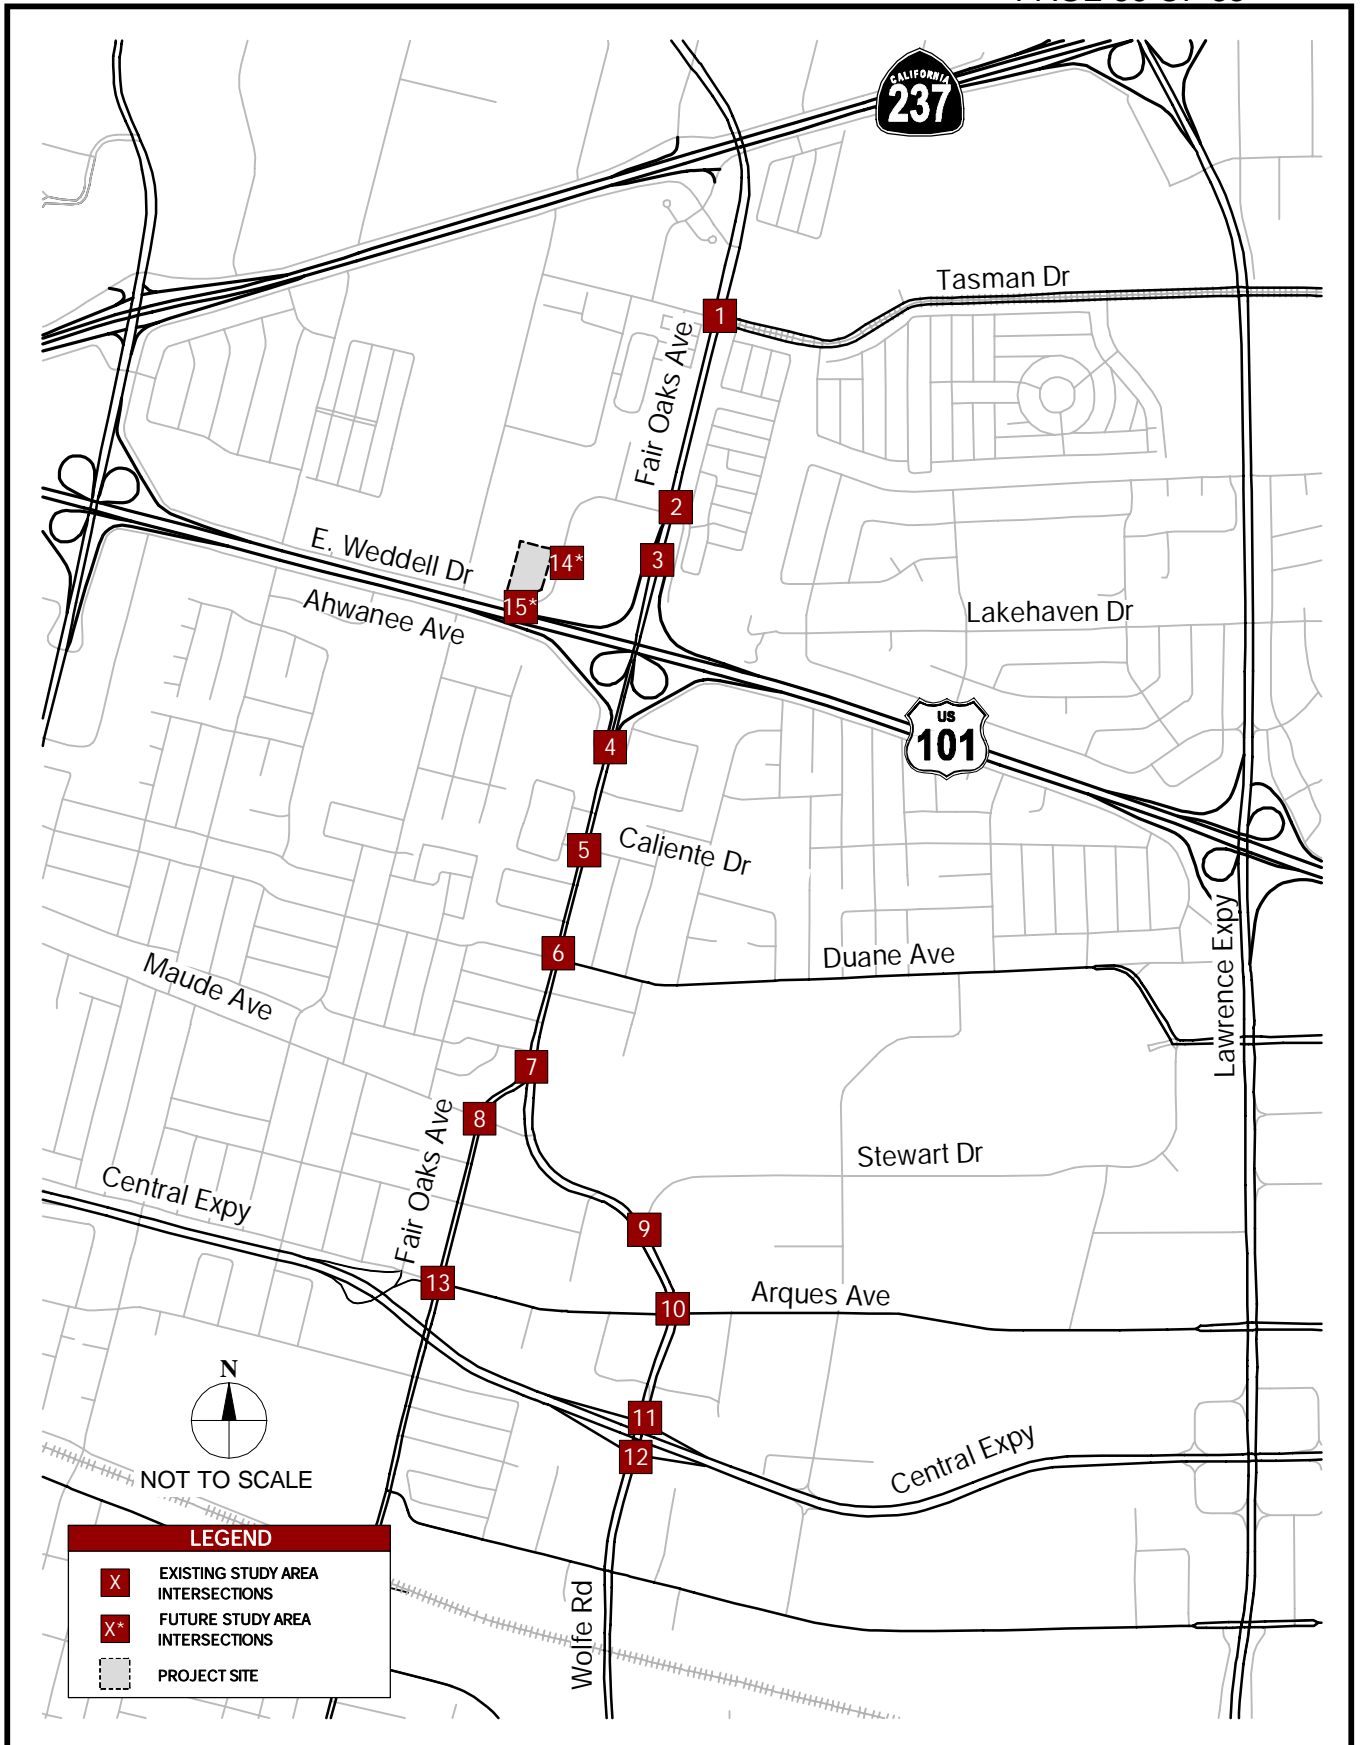 CALIFORNIA
237
Tasman Dr
1
Fair Oaks Ave
2
3
E. Weddell Dr
14*
15*
Ahwanee Ave
Lakehaven Dr
US
101
4
5
Caliente Dr
6
Duane Ave
Lawrence Expy
Maude Ave
7
8
Fair Oaks Ave
Stewart Dr
Central Expy
9
13
10
Arques Ave
N
NOT TO SCALE
11
12
Central Expy
Wolfe Rd
LEGEND
X
EXISTING STUDY AREA
INTERSECTIONS
X*
FUTURE STUDY AREA
INTERSECTIONS
PROJECT SITE